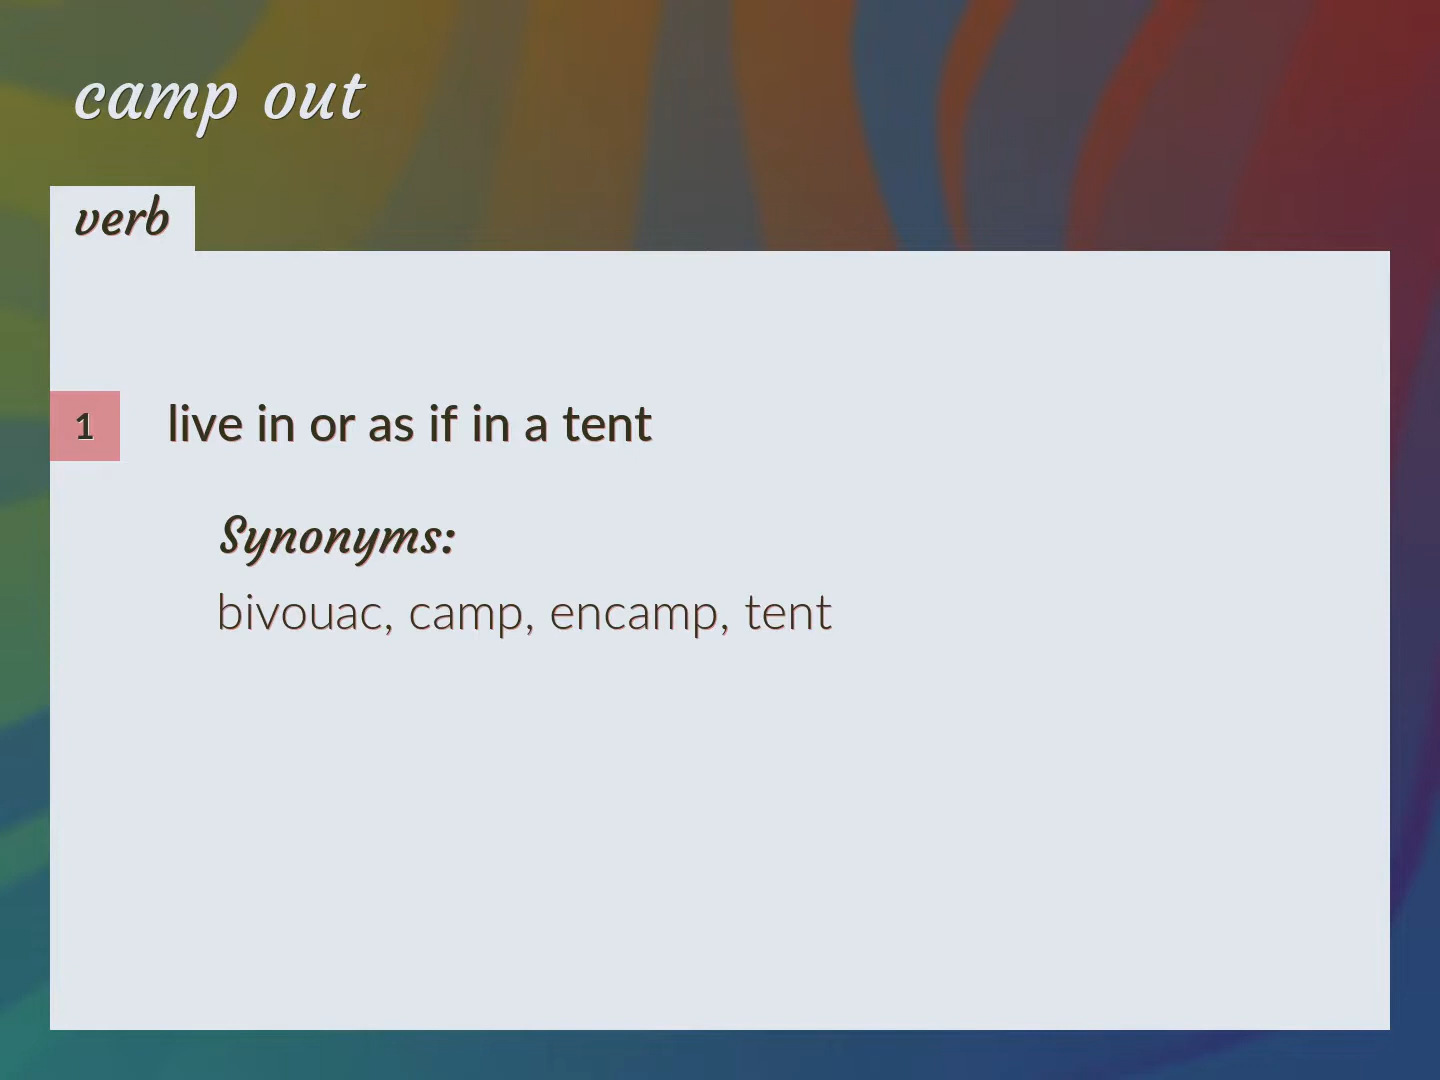 camp out
verb
1 live in or as if in a tent
Synonyms:
bivouac, camp, encamp, tent